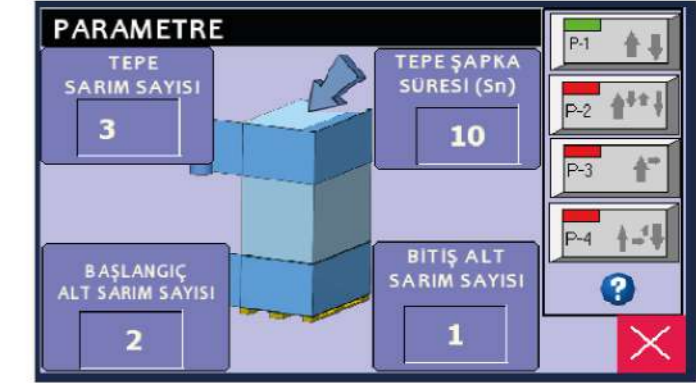 PARAMETRE
TEPE
SARIM SAYISI
3
TEPE ŞAPKA
SÜRESİ (Sn)
10
BAŞLANGIÇ
ALT SARIM SAYISI
2
BİTİŞ ALT
SARIM SAYISI
1
P-1
P-2
P-3
P-4
?